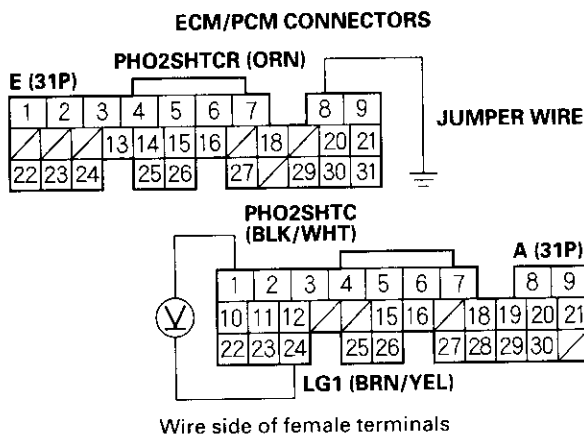 ECM/PCM CONNECTORS
PHO2SHTCR (ORN)
E (31P)
1 2 3 4 5 6 7 8 9
JUMPER WIRE
13 14 15 16 18 20 21
22 23 24 25 26 27 29 30 31
PHO2SHTC
(BLK/WHT)
A (31P)
1 2 3 4 5 6 7 8 9
V
10 11 12 15 16 18 19 20 21
22 23 24 25 26 27 28 29 30
LG1 (BRN/YEL)
Wire side of female terminals